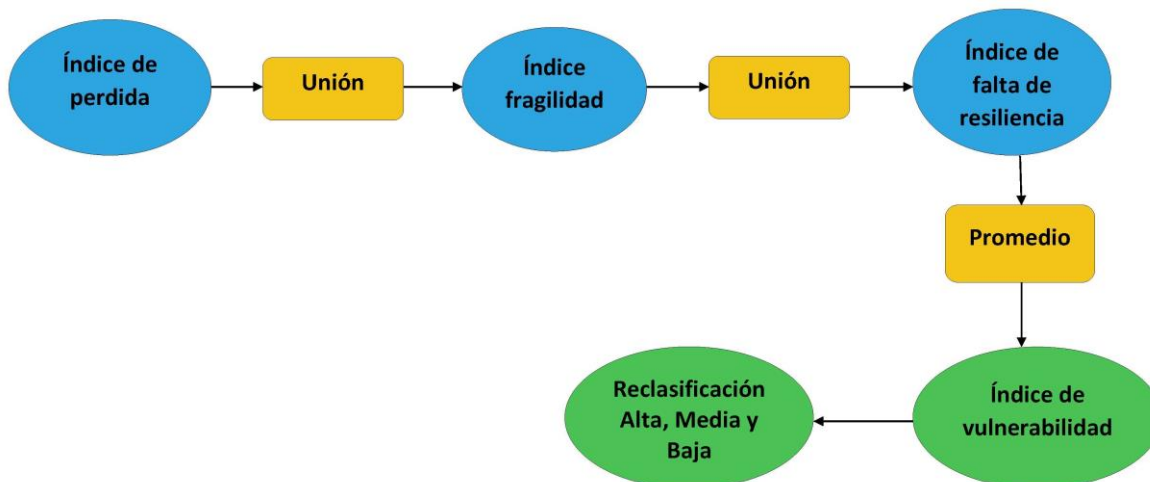 Índice de
perdida
Unión
Índice
fragilidad
Unión
Índice de
falta de
resiliencia
Promedio
Índice de
vulnerabilidad
Reclasificación
Alta, Media y
Baja